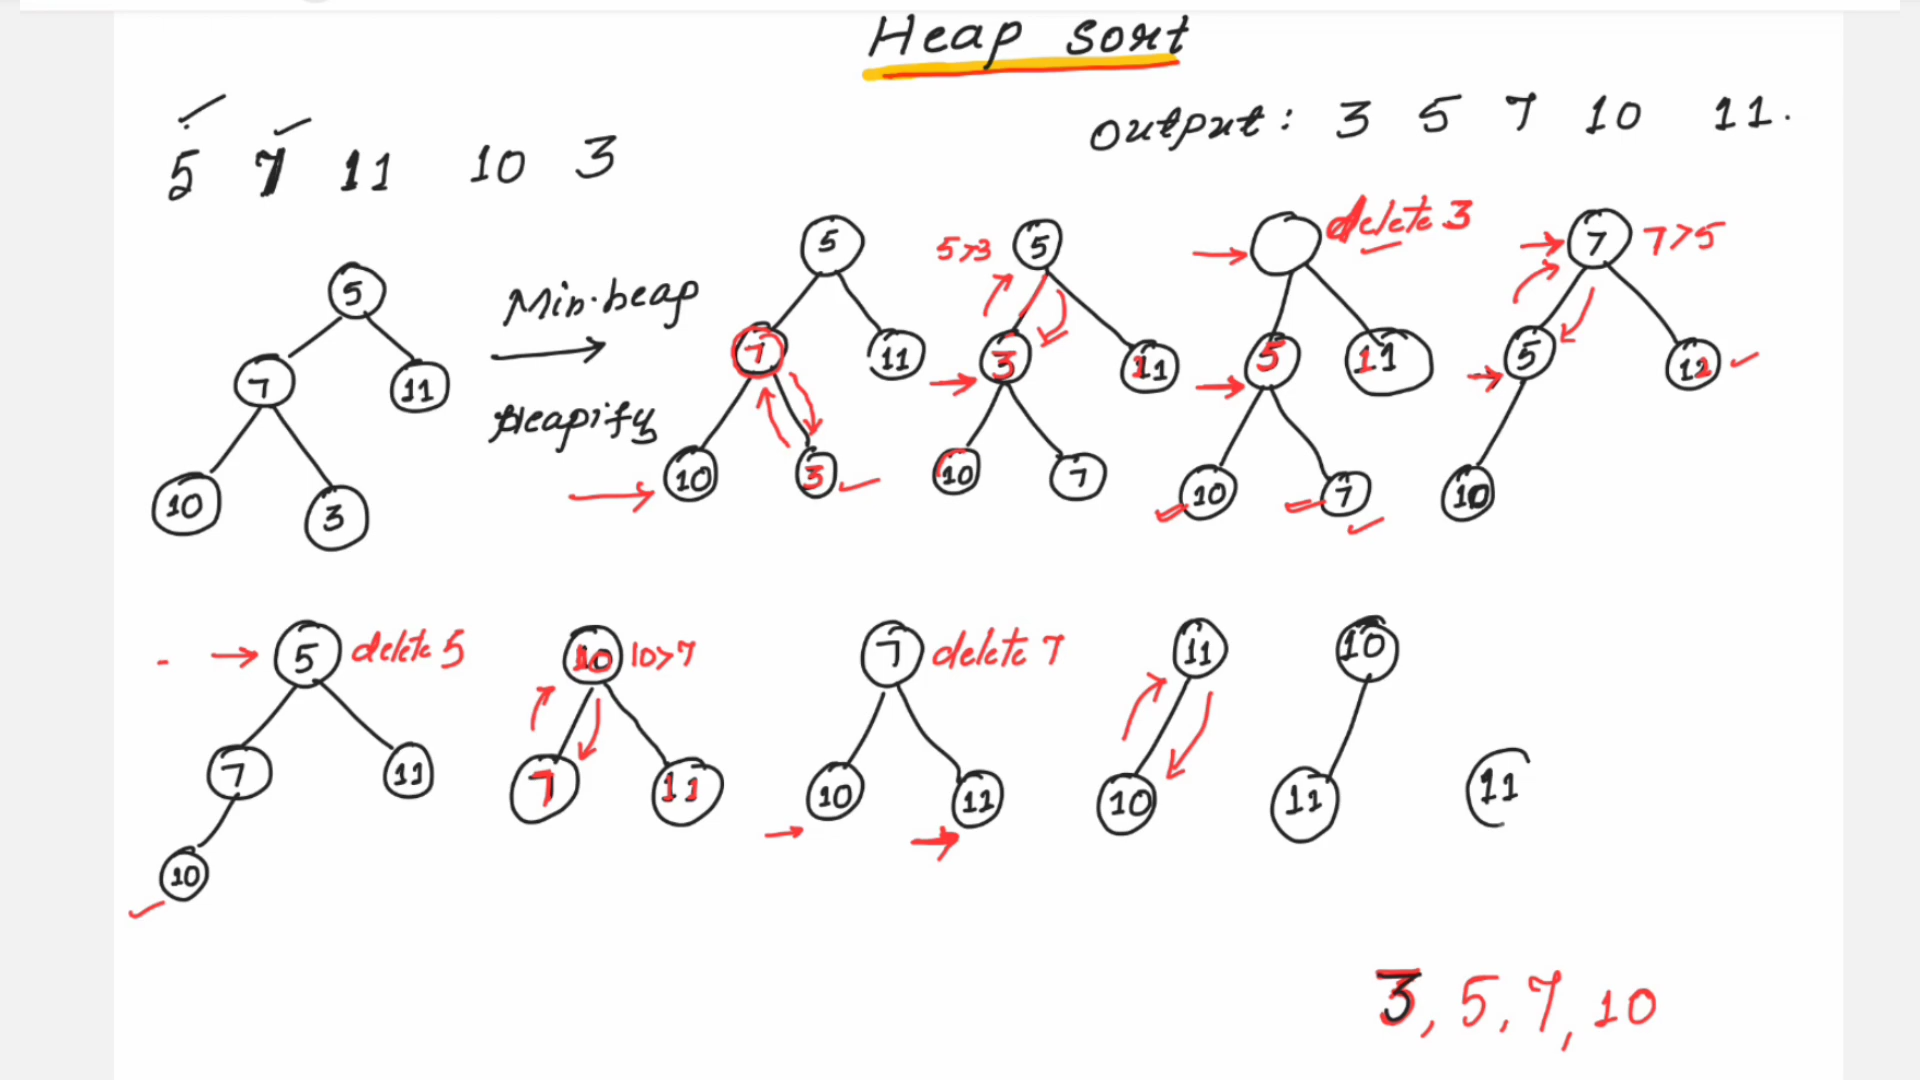 Heap sort
5 7 11 10 3
output: 3 5 7 10 11.
5
7 11
10 3
Min-heap
Heapify
5
7 11
10 3
5>3
5
3 11
10 7
delete 3
5 11
10 7
7 7>5
5
10
5 delete 5
7 11
10
10 10>7
7 11
7 delete 7
10 11
11
10
10
11
11
3, 5, 7, 10